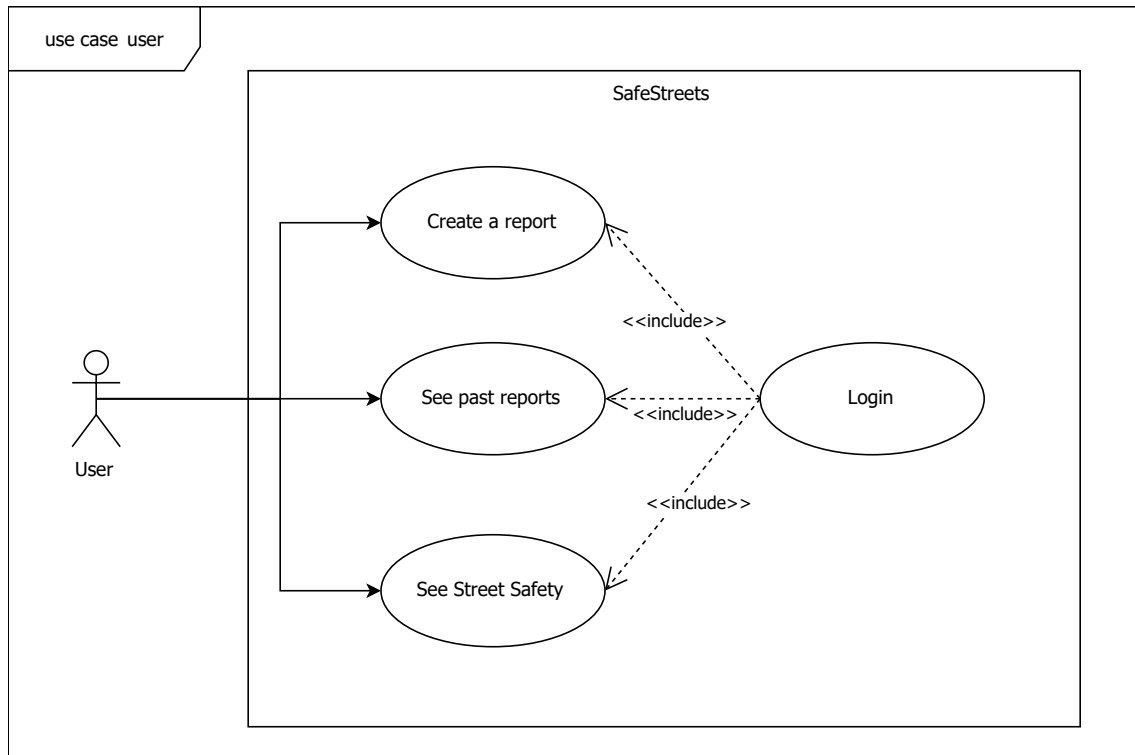 use case user
SafeStreets
Create a report
<<include>>
See past reports
<<include>>
Login
User
<<include>>
See Street Safety